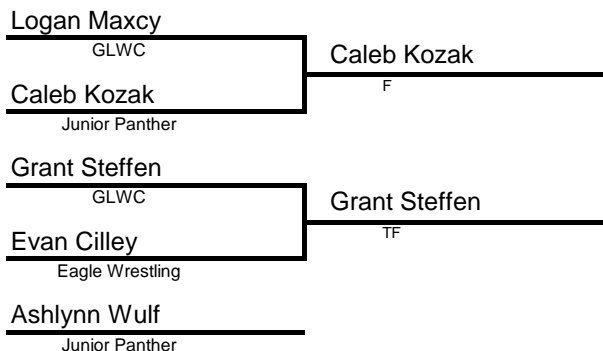 Logan Maxcy
GLWC
Caleb Kozak
F
Caleb Kozak
Junior Panther
Grant Steffen
GLWC
Grant Steffen
TF
Evan Cilley
Eagle Wrestling
Ashlynn Wulf
Junior Panther